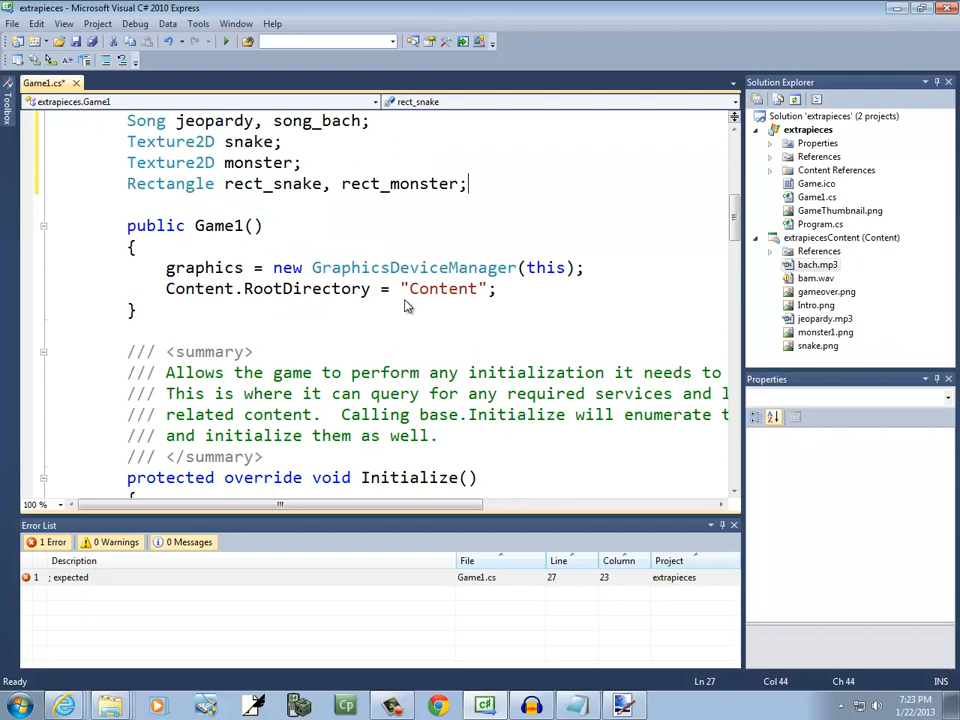 extrapieces - Microsoft Visual C# 2010 Express
File Edit View Project Debug Data Tools Window Help
Game1.cs*
extrapieces.Game1
rect_snake
Toolbox
Song jeopardy, song_bach;
Texture2D snake;
Texture2D monster;
Rectangle rect_snake, rect_monster;
public Game1()
{
graphics = new GraphicsDeviceManager(this);
Content.RootDirectory = "Content";
}
/// <summary>
/// Allows the game to perform any initialization it needs to
/// This is where it can query for any required services and l
/// related content.  Calling base.Initialize will enumerate t
/// and initialize them as well.
/// </summary>
protected override void Initialize()
{
100 %
Solution Explorer
Solution 'extrapieces' (2 projects)
extrapieces
Properties
References
Content References
Game.ico
Game1.cs
GameThumbnail.png
Program.cs
extrapiecesContent (Content)
References
bach.mp3
bam.wav
gameover.png
Intro.png
jeopardy.mp3
monster1.png
snake.png
Properties
Error List
1 Error 0 Warnings 0 Messages
Description File Line Column Project
1 ; expected Game1.cs 27 23 extrapieces
Ready Ln 27 Col 44 Ch 44 INS
7:23 PM
1/22/2013